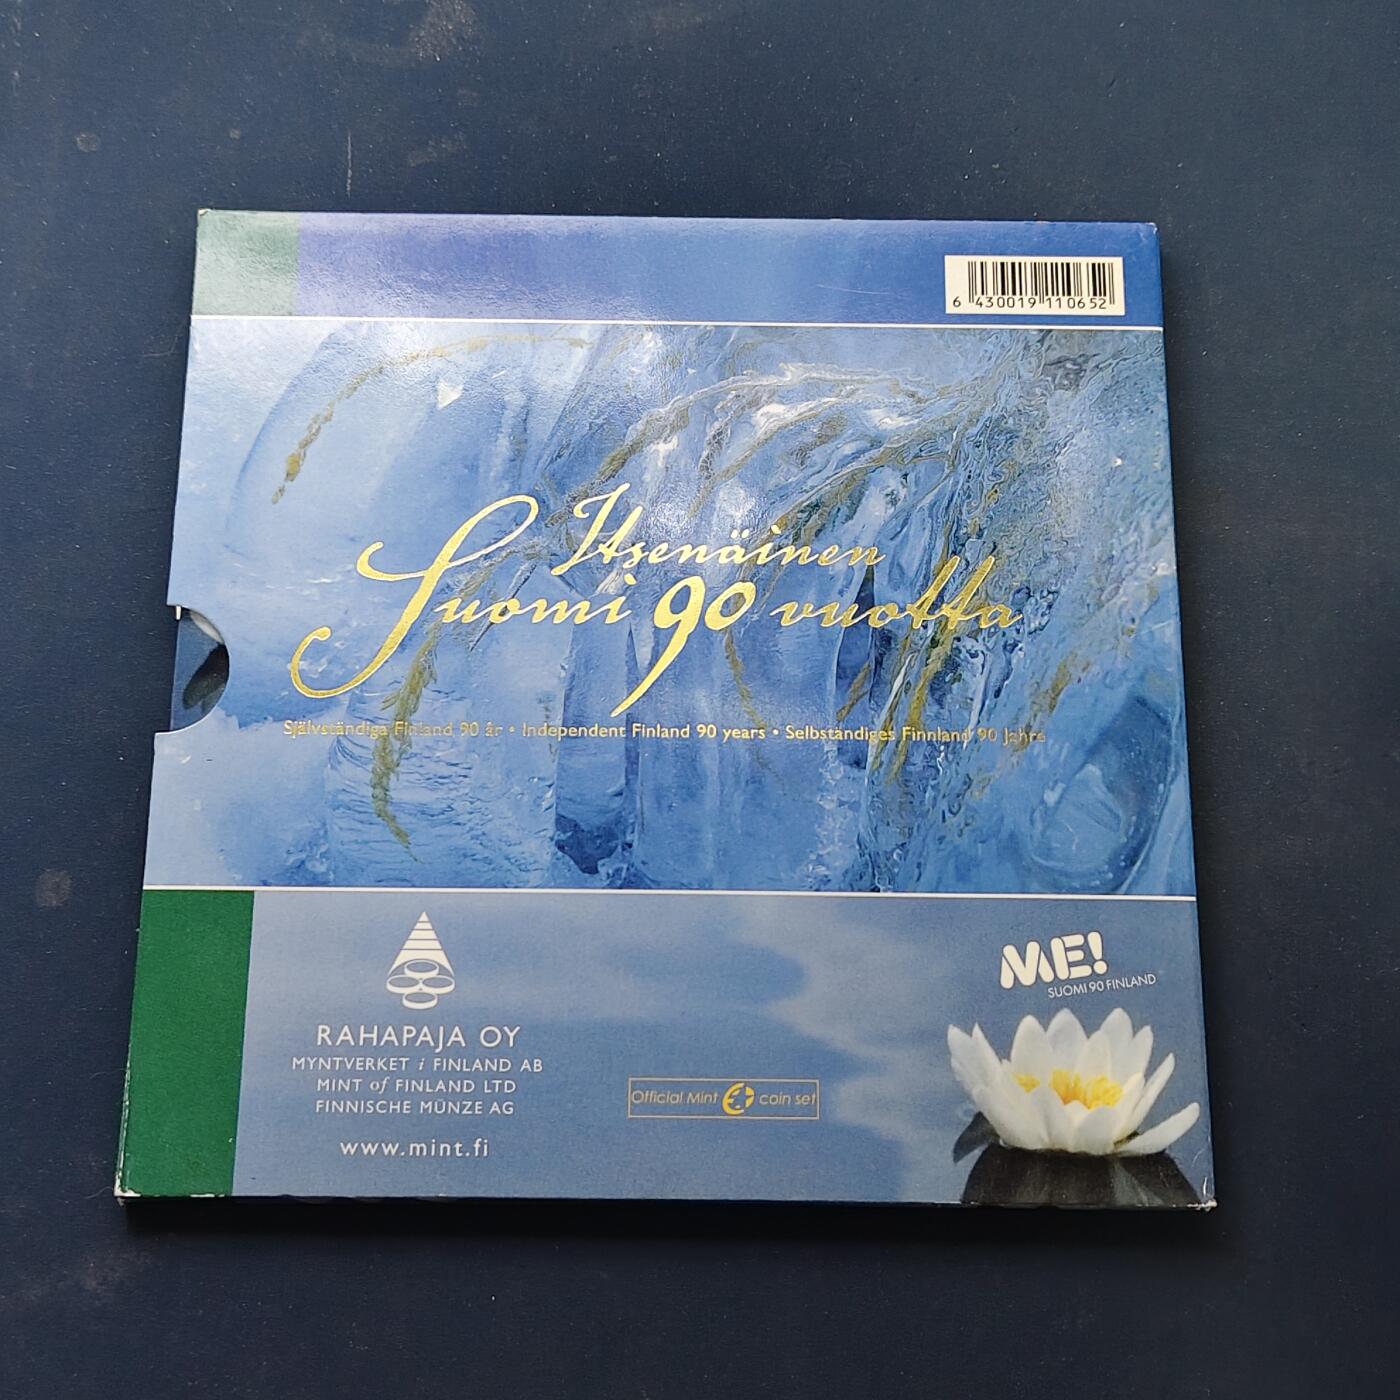 6 430019 110652
Itsenäinen
Suomi 90 vuotta
Självständiga Finland 90 år • Independent Finland 90 years • Selbständiges Finnland 90 Jahre
ME!
SUOMI 90 FINLAND
RAHAPAJA OY
MYNTVERKET i FINLAND AB
MINT of FINLAND LTD
FINNISCHE MÜNZE AG
www.mint.fi
Official Mint coin set